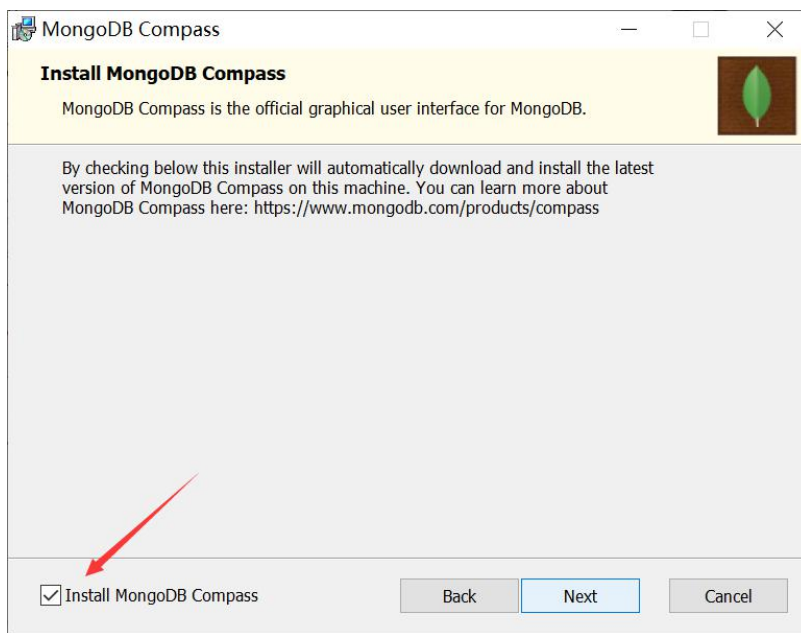 MongoDB Compass
Install MongoDB Compass
MongoDB Compass is the official graphical user interface for MongoDB.
By checking below this installer will automatically download and install the latest
version of MongoDB Compass on this machine. You can learn more about
MongoDB Compass here: https://www.mongodb.com/products/compass
Install MongoDB Compass
Back
Next
Cancel